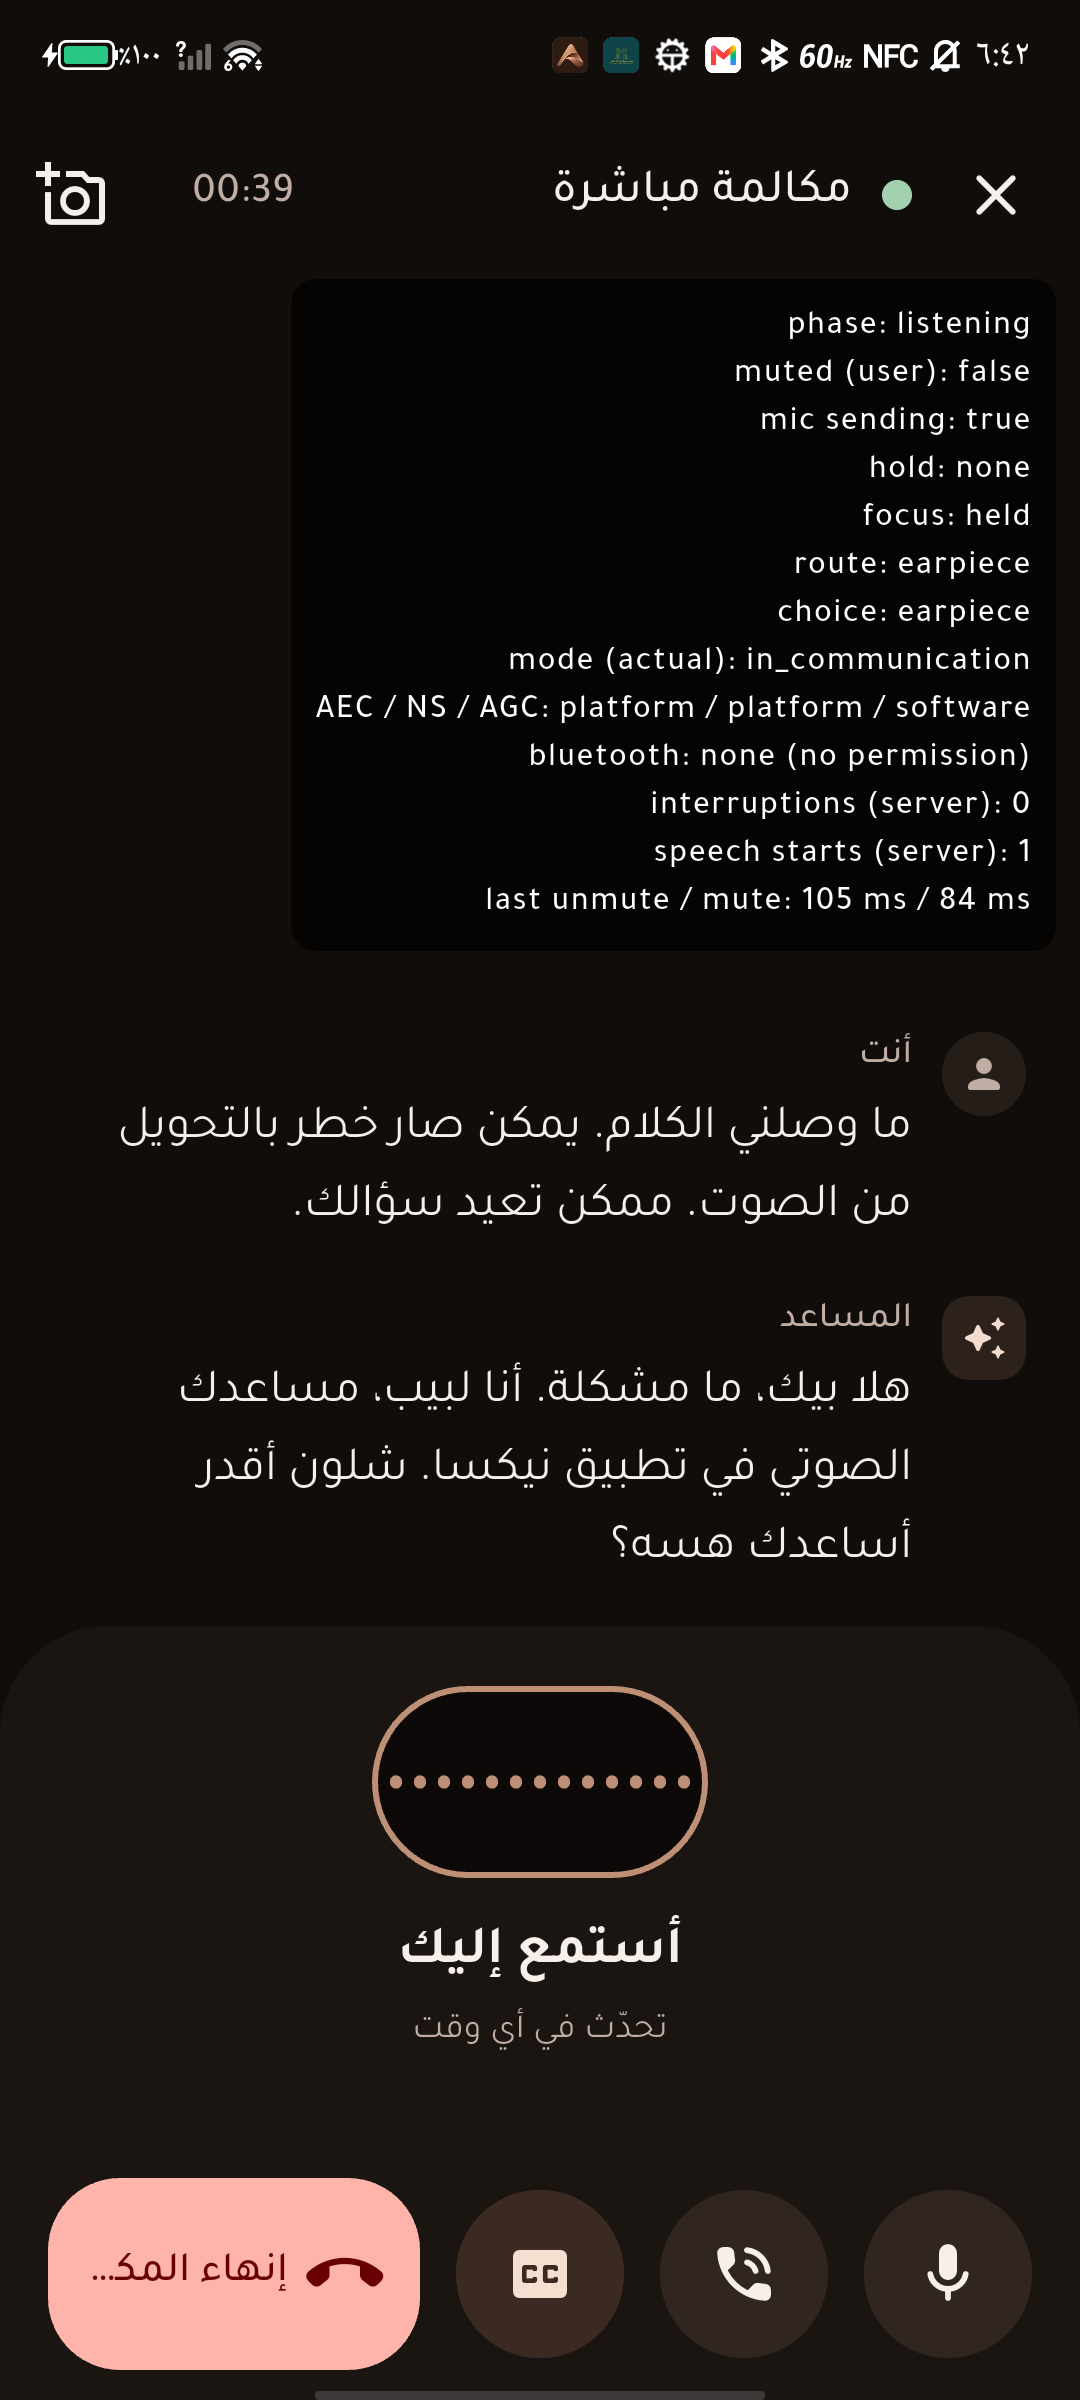 ٦:٤٢
NFC
60Hz
٪١٠٠
مكالمة مباشرة
00:39
phase: listening
muted (user): false
mic sending: true
hold: none
focus: held
route: earpiece
choice: earpiece
mode (actual): in_communication
AEC / NS / AGC: platform / platform / software
bluetooth: none (no permission)
interruptions (server): 0
speech starts (server): 1
last unmute / mute: 105 ms / 84 ms
أنت
ما وصلني الكلام. يمكن صار خطر بالتحويل
من الصوت. ممكن تعيد سؤالك.
المساعد
هلا بيك، ما مشكلة. أنا لبيب، مساعدك
الصوتي في تطبيق نيكسا. شلون أقدر
أساعدك هسه؟
أستمع إليك
تحدّث في أي وقت
CC
إنهاء المك...